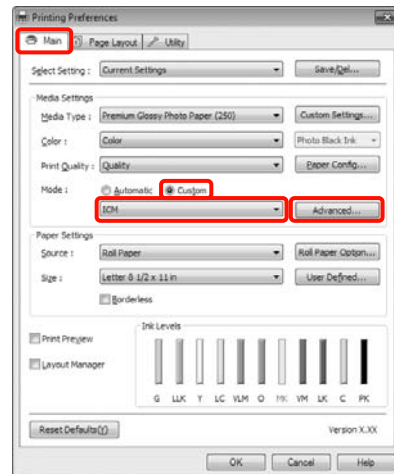 Printing Preferences
Main Page Layout Utility
Select Setting : Current Settings Save/Del...
Media Settings
Media Type : Premium Glossy Photo Paper (250) Custom Settings...
Color : Color Photo Black Ink
Print Quality : Quality Paper Config...
Mode : Automatic Custom
ICM Advanced...
Paper Settings
Source : Roll Paper Roll Paper Option...
Size : Letter 8 1/2 x 11 in User Defined...
Borderless
Print Preview
Layout Manager
Ink Levels
G LLK Y LC VLM O MK VM LK C PK
Reset Defaults(Y) Version X.XX
OK Cancel Help